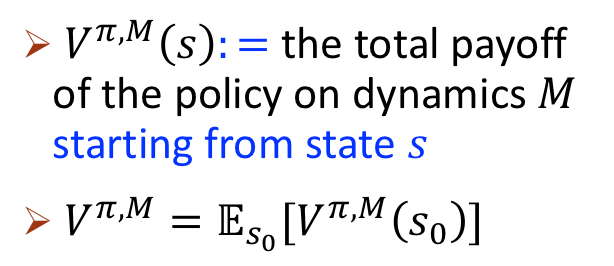 ➢ V^{π,M}(s):= the total payoff
of the policy on dynamics M
starting from state s
➢ V^{π,M} = 𝔼_{s_0}[V^{π,M}(s_0)]